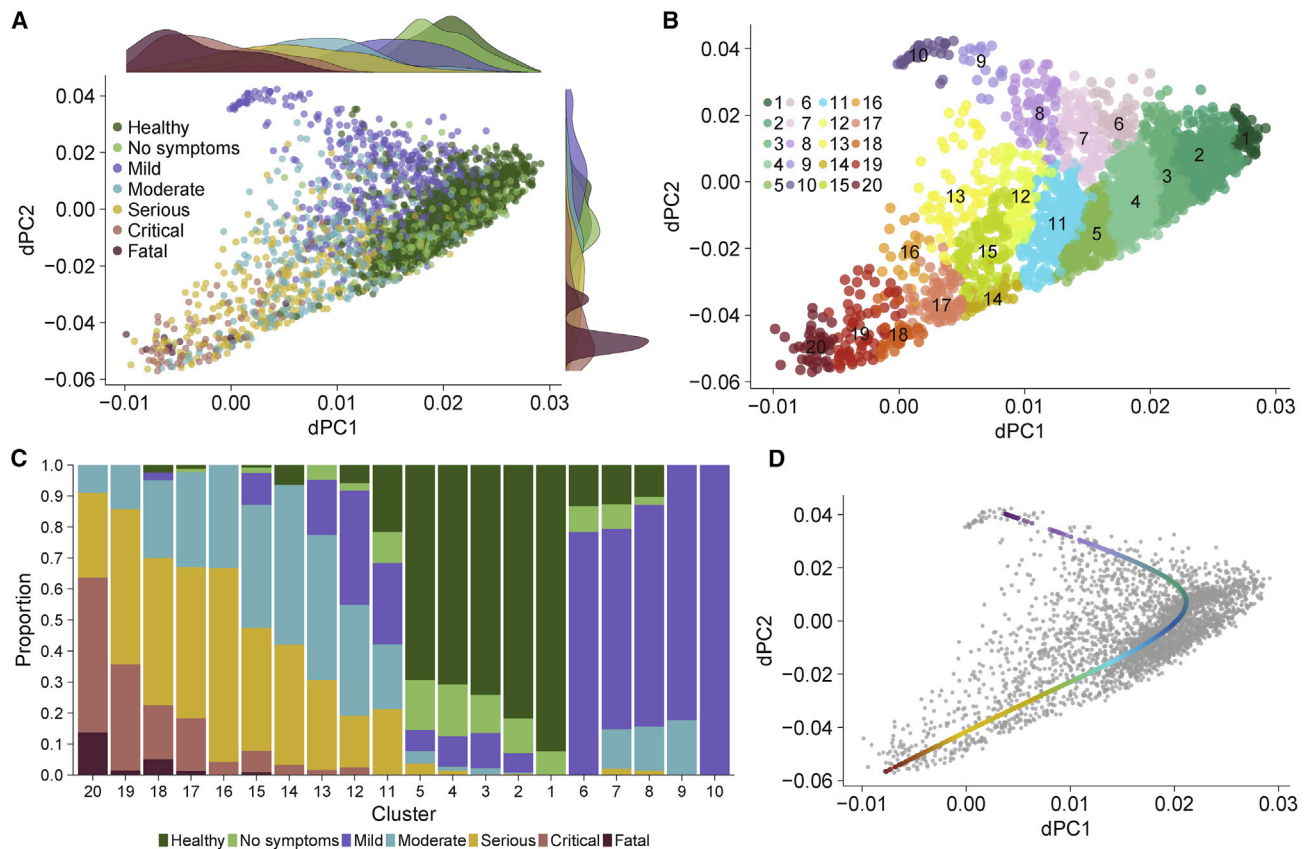 A
0.04
0.02
0.00
−0.02
−0.04
−0.06
dPC2
Healthy
No symptoms
Mild
Moderate
Serious
Critical
Fatal
−0.01 0.00 0.01 0.02 0.03
dPC1
B
0.04
0.02
0.00
−0.02
−0.04
−0.06
dPC2
1 6 11 16
2 7 12 17
3 8 13 18
4 9 14 19
5 10 15 20
10 9
8
7 6
1
2
3
4
5
11
12
13
15
16
14
17
18
19
20
−0.01 0.00 0.01 0.02 0.03
dPC1
C
1.0
0.9
0.8
0.7
0.6
0.5
0.4
0.3
0.2
0.1
0.0
Proportion
20 19 18 17 16 15 14 13 12 11 5 4 3 2 1 6 7 8 9 10
Cluster
Healthy No symptoms Mild Moderate Serious Critical Fatal
D
0.04
0.02
0.00
−0.02
−0.04
−0.06
dPC2
−0.01 0.00 0.01 0.02 0.03
dPC1